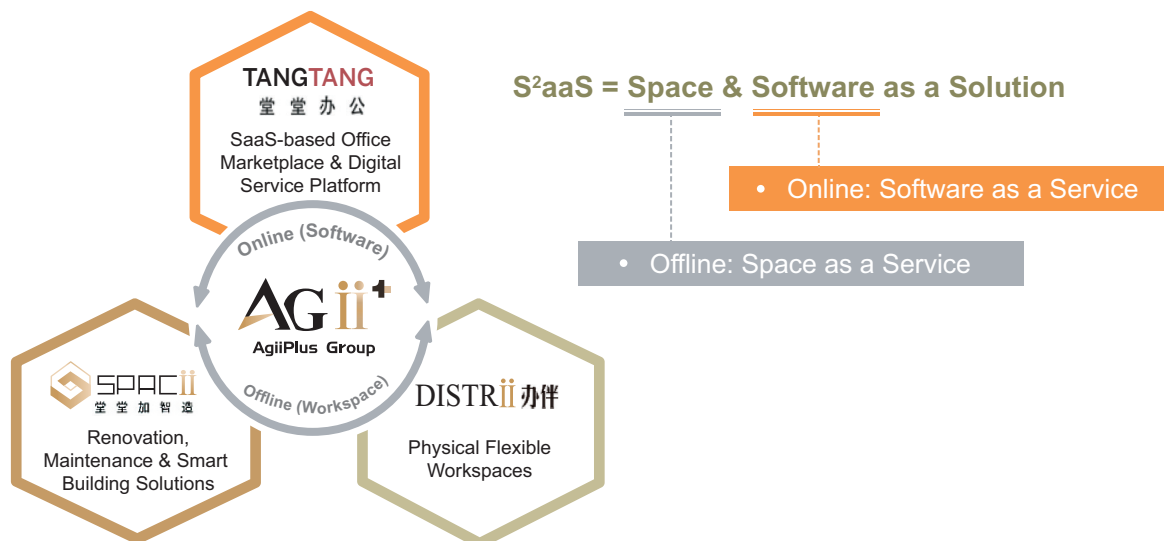 TANGTANG
堂堂办公
SaaS-based Office
Marketplace & Digital
Service Platform
S²aaS = Space & Software as a Solution
• Online: Software as a Service
• Offline: Space as a Service
Online (Software)
AGii+
AgiiPlus Group
Offline (Workspace)
SPACii
堂堂加智造
Renovation,
Maintenance & Smart
Building Solutions
DISTRii 办伴
Physical Flexible
Workspaces